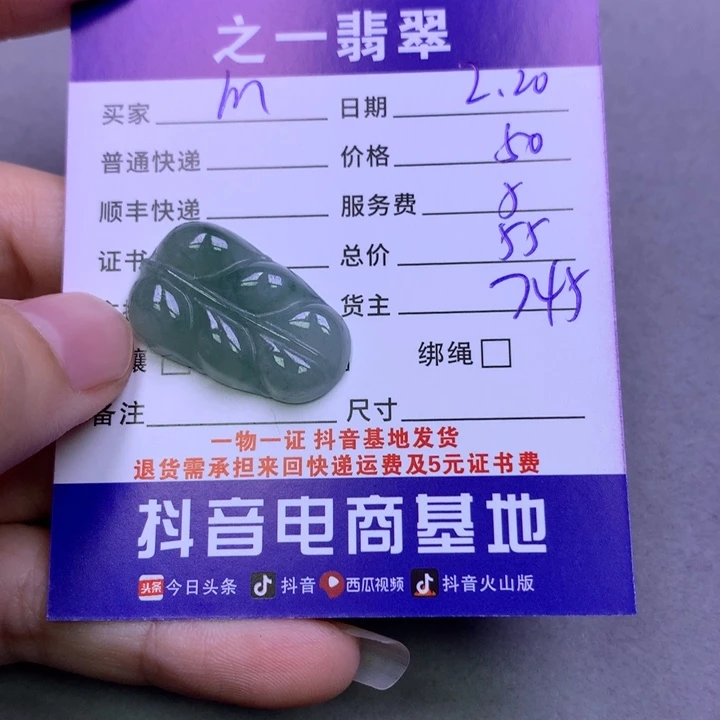 之一翡翠
买家 m 日期 2.20
普通快递 价格 50
顺丰快递 服务费
证书 总价 55
货主 745
镶 绑绳
备注 尺寸
一物一证 抖音基地发货
退货需承担来回快递运费及5元证书费
抖音电商基地
头条 今日头条 抖音 西瓜视频 抖音火山版